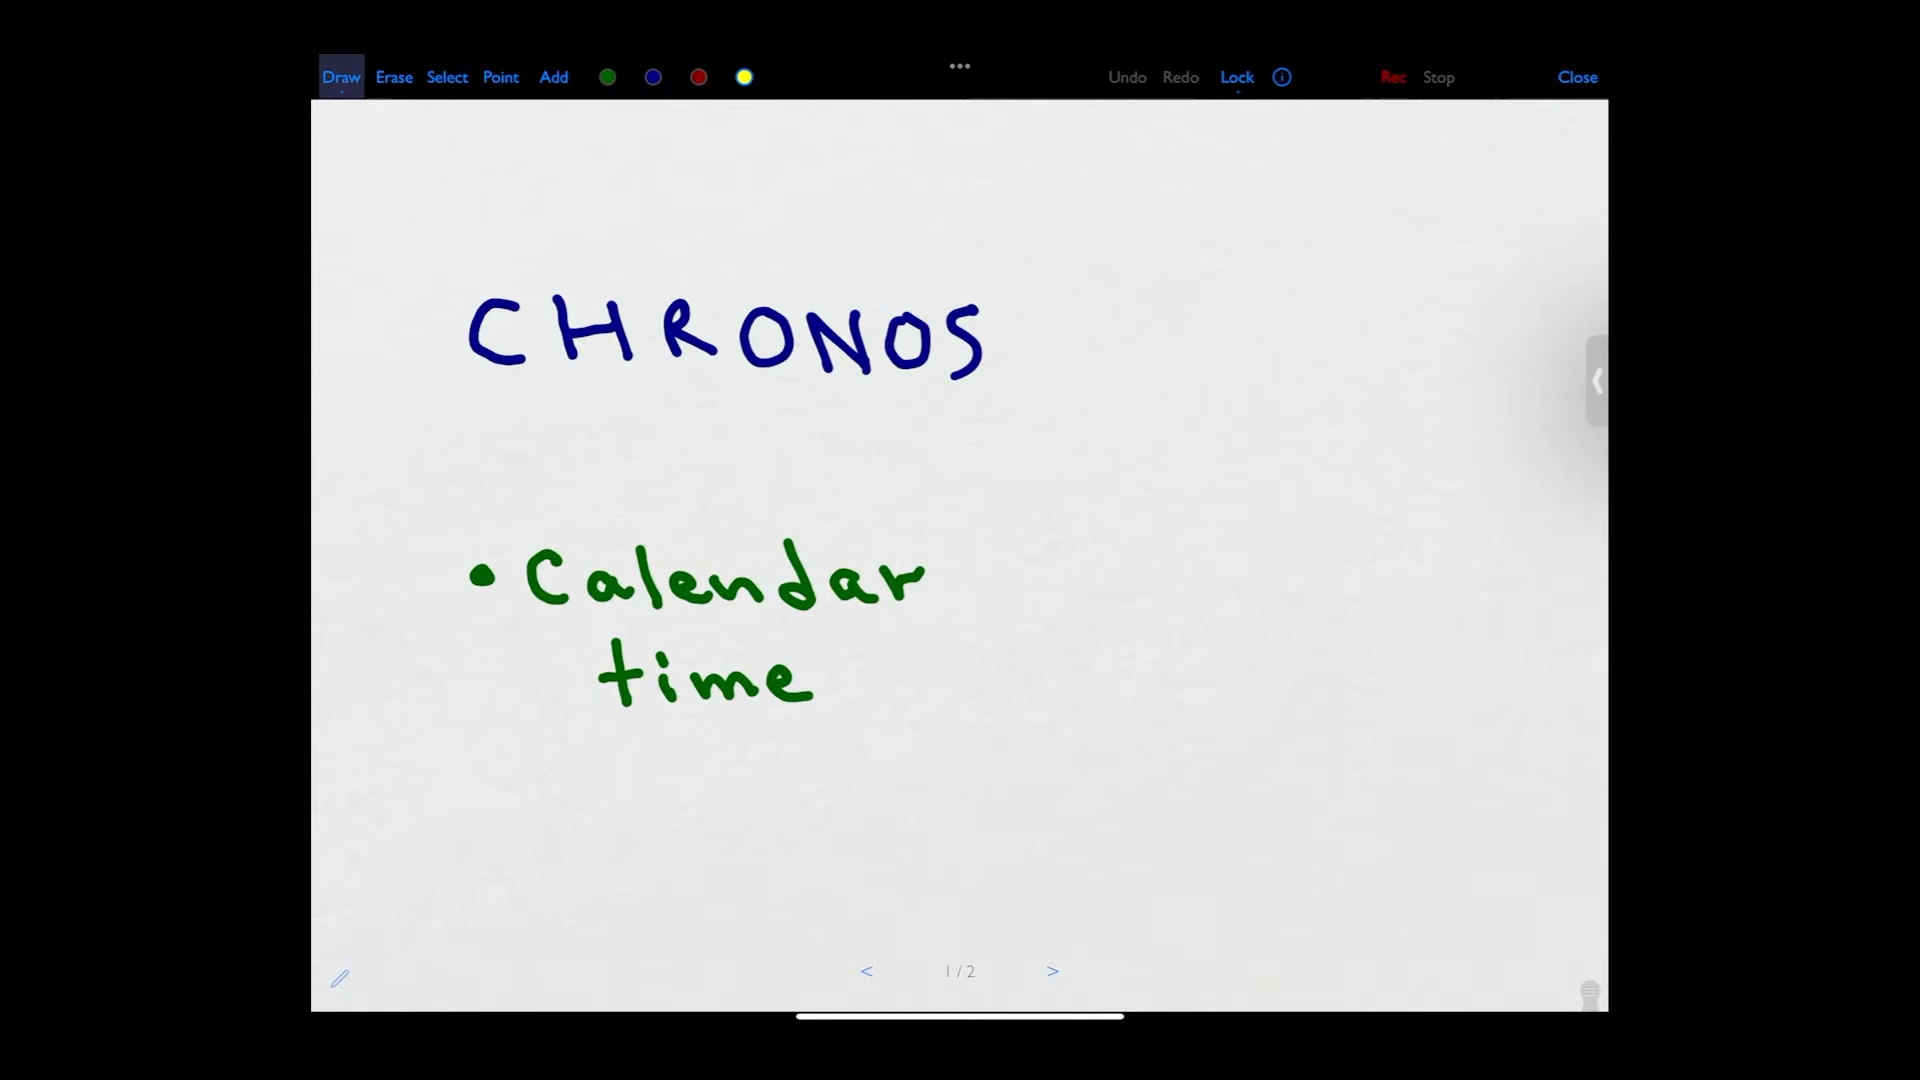 Draw Erase Select Point Add ••• Undo Redo Lock Rec Stop Close
CHRONOS
• Calendar
time
< 1 / 2 >